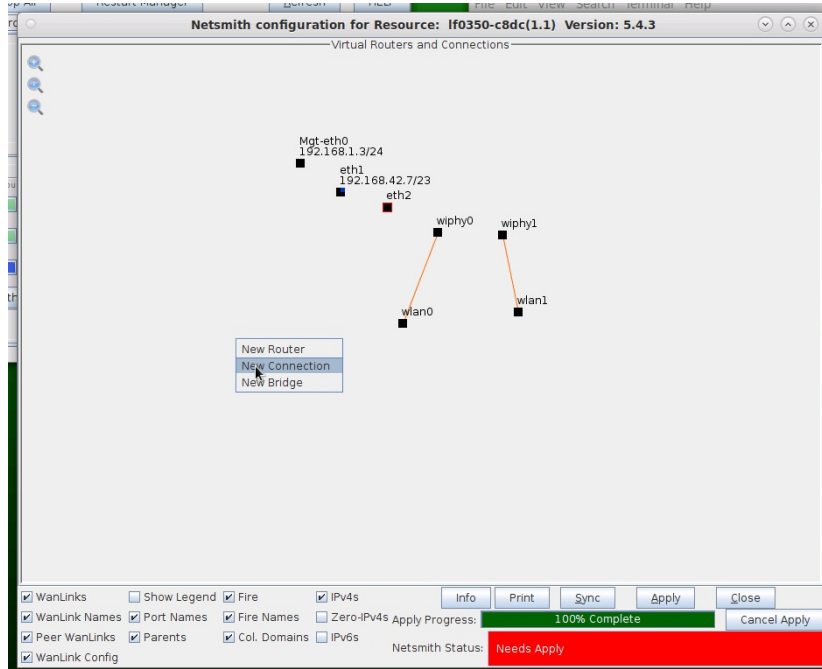 Restart Manager
Refresh
HELP
File Edit View Search Terminal Help
Netsmith configuration for Resource: lf0350-c8dc(1.1) Version: 5.4.3
Virtual Routers and Connections
Mgt-eth0
192.168.1.3/24
eth1
192.168.42.7/23
eth2
wiphy0
wiphy1
wlan0
wlan1
New Router
New Connection
New Bridge
WanLinks Show Legend Fire IPv4s Info Print Sync Apply Close
WanLink Names Port Names Fire Names Zero-IPv4s Apply Progress: 100% Complete Cancel Apply
Peer WanLinks Parents Col. Domains IPv6s
Netsmith Status: Needs Apply
WanLink Config